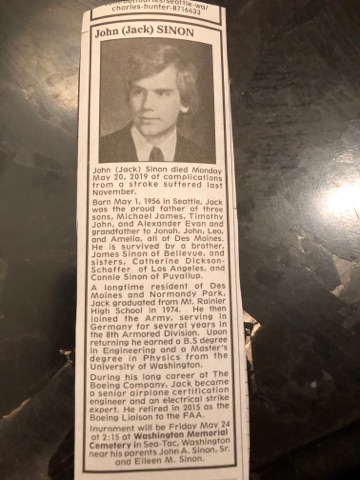 charles-hunter-8716633
John (Jack) SINON
John (Jack) Sinon died Monday
May 20, 2019 of complications
from a stroke suffered last
November.
Born May 1, 1956 in Seattle, Jack
was the proud father of three
sons, Michael James, Timothy
John, and Alexander Evan and
grandfather to Jonah, John, Leo,
and Amelia, all of Des Moines.
He is survived by a brother,
James Sinon of Bellevue, and
sisters, Catherine Dickson-
Schaffer of Los Angeles, and
Connie Sinon of Puyallup.
A longtime resident of Des
Moines and Normandy Park,
Jack graduated from Mt. Rainier
High School in 1974. He then
joined the Army, serving in
Germany for several years in
the 8th Armored Division. Upon
returning he earned a B.S degree
in Engineering and a Master's
degree in Physics from the
University of Washington.
During his long career at The
Boeing Company, Jack became
a senior airplane certification
engineer and an electrical strike
expert. He retired in 2015 as the
Boeing Liaison to the FAA.
Inurnment will be Friday May 24
at 2:15 at Washington Memorial
Cemetery in Sea-Tac, Washington
near his parents John A. Sinon, Sr.
and Eileen M. Sinon.